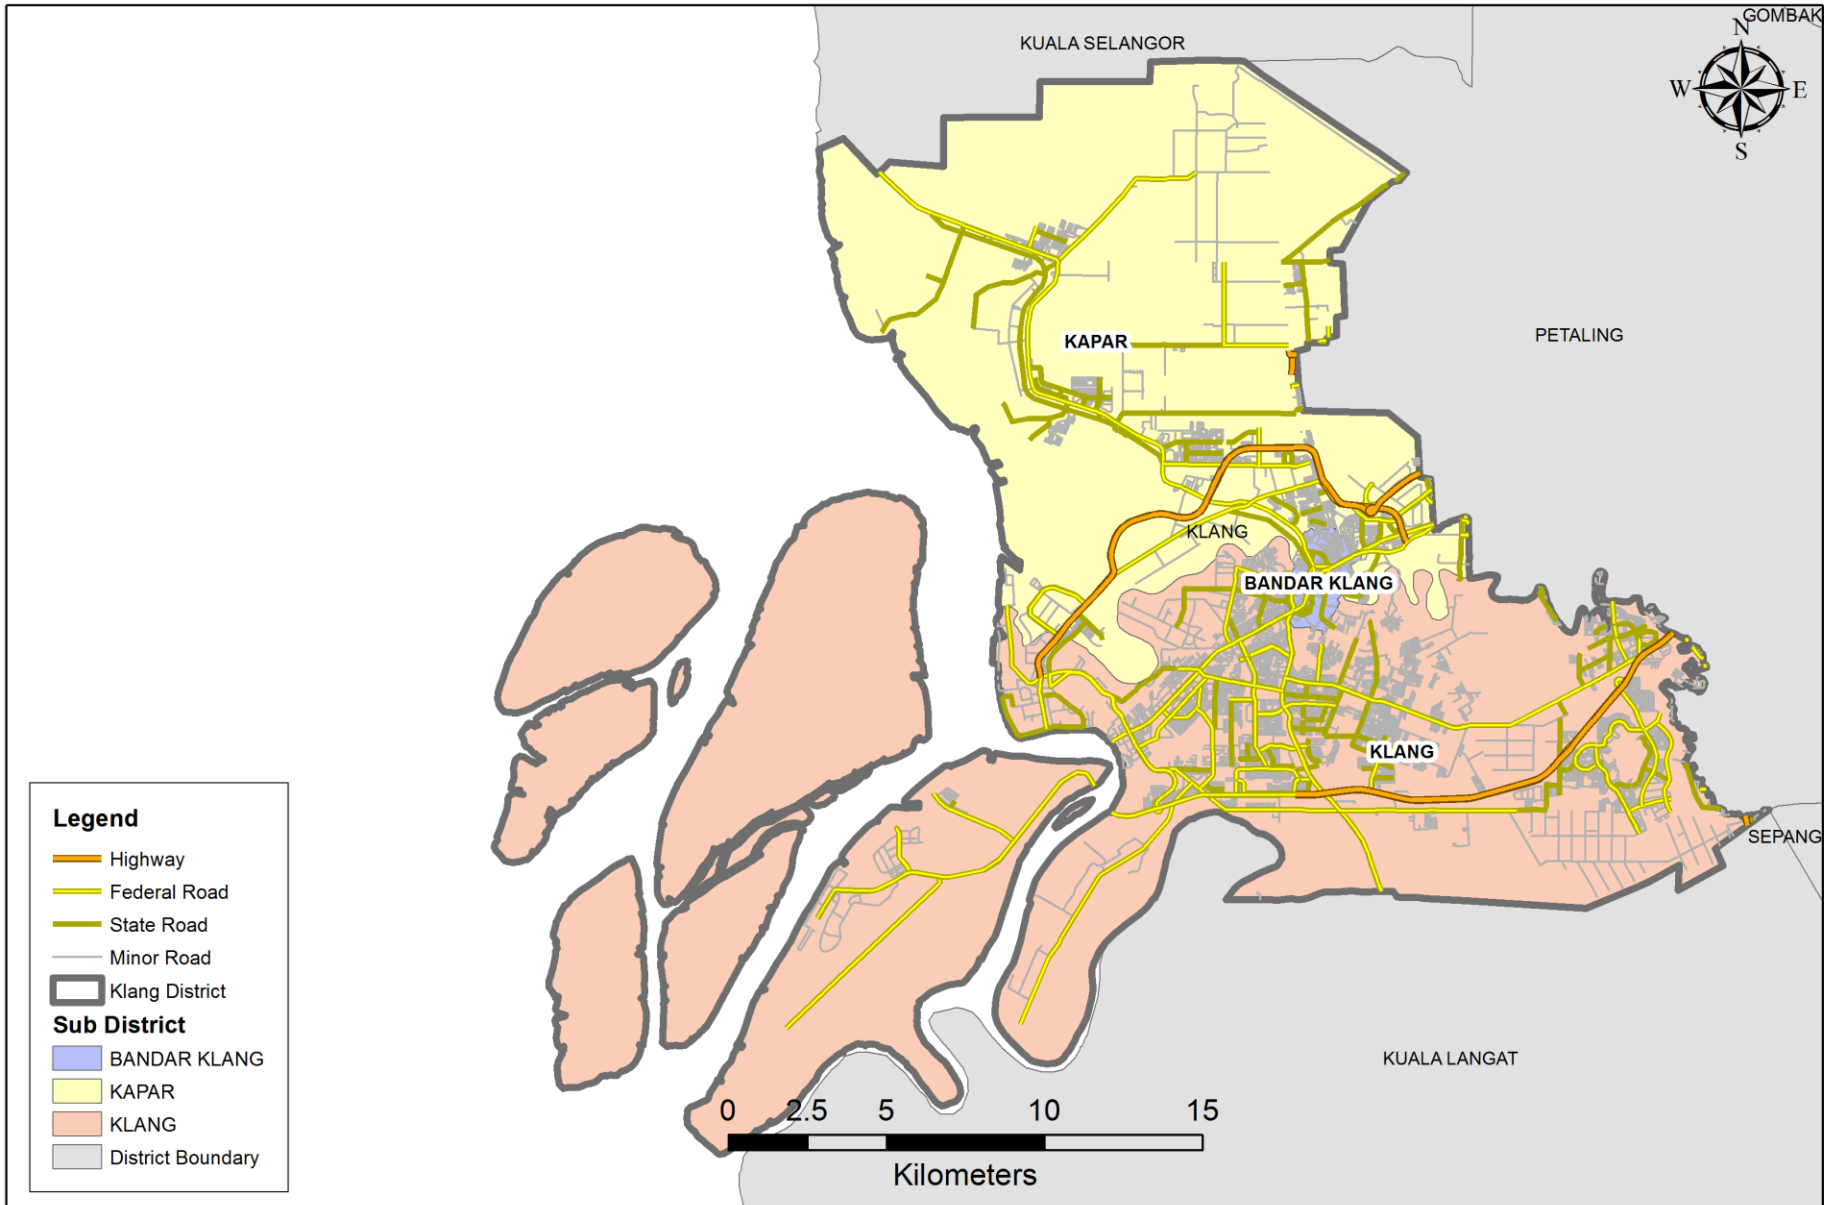 GOMBAK
KUALA SELANGOR
N
W
E
S
PETALING
KAPAR
KLANG
BANDAR KLANG
KLANG
SEPANG
KUALA LANGAT
Legend
Highway
Federal Road
State Road
Minor Road
Klang District
Sub District
BANDAR KLANG
KAPAR
KLANG
District Boundary
0 2.5 5 10 15
Kilometers